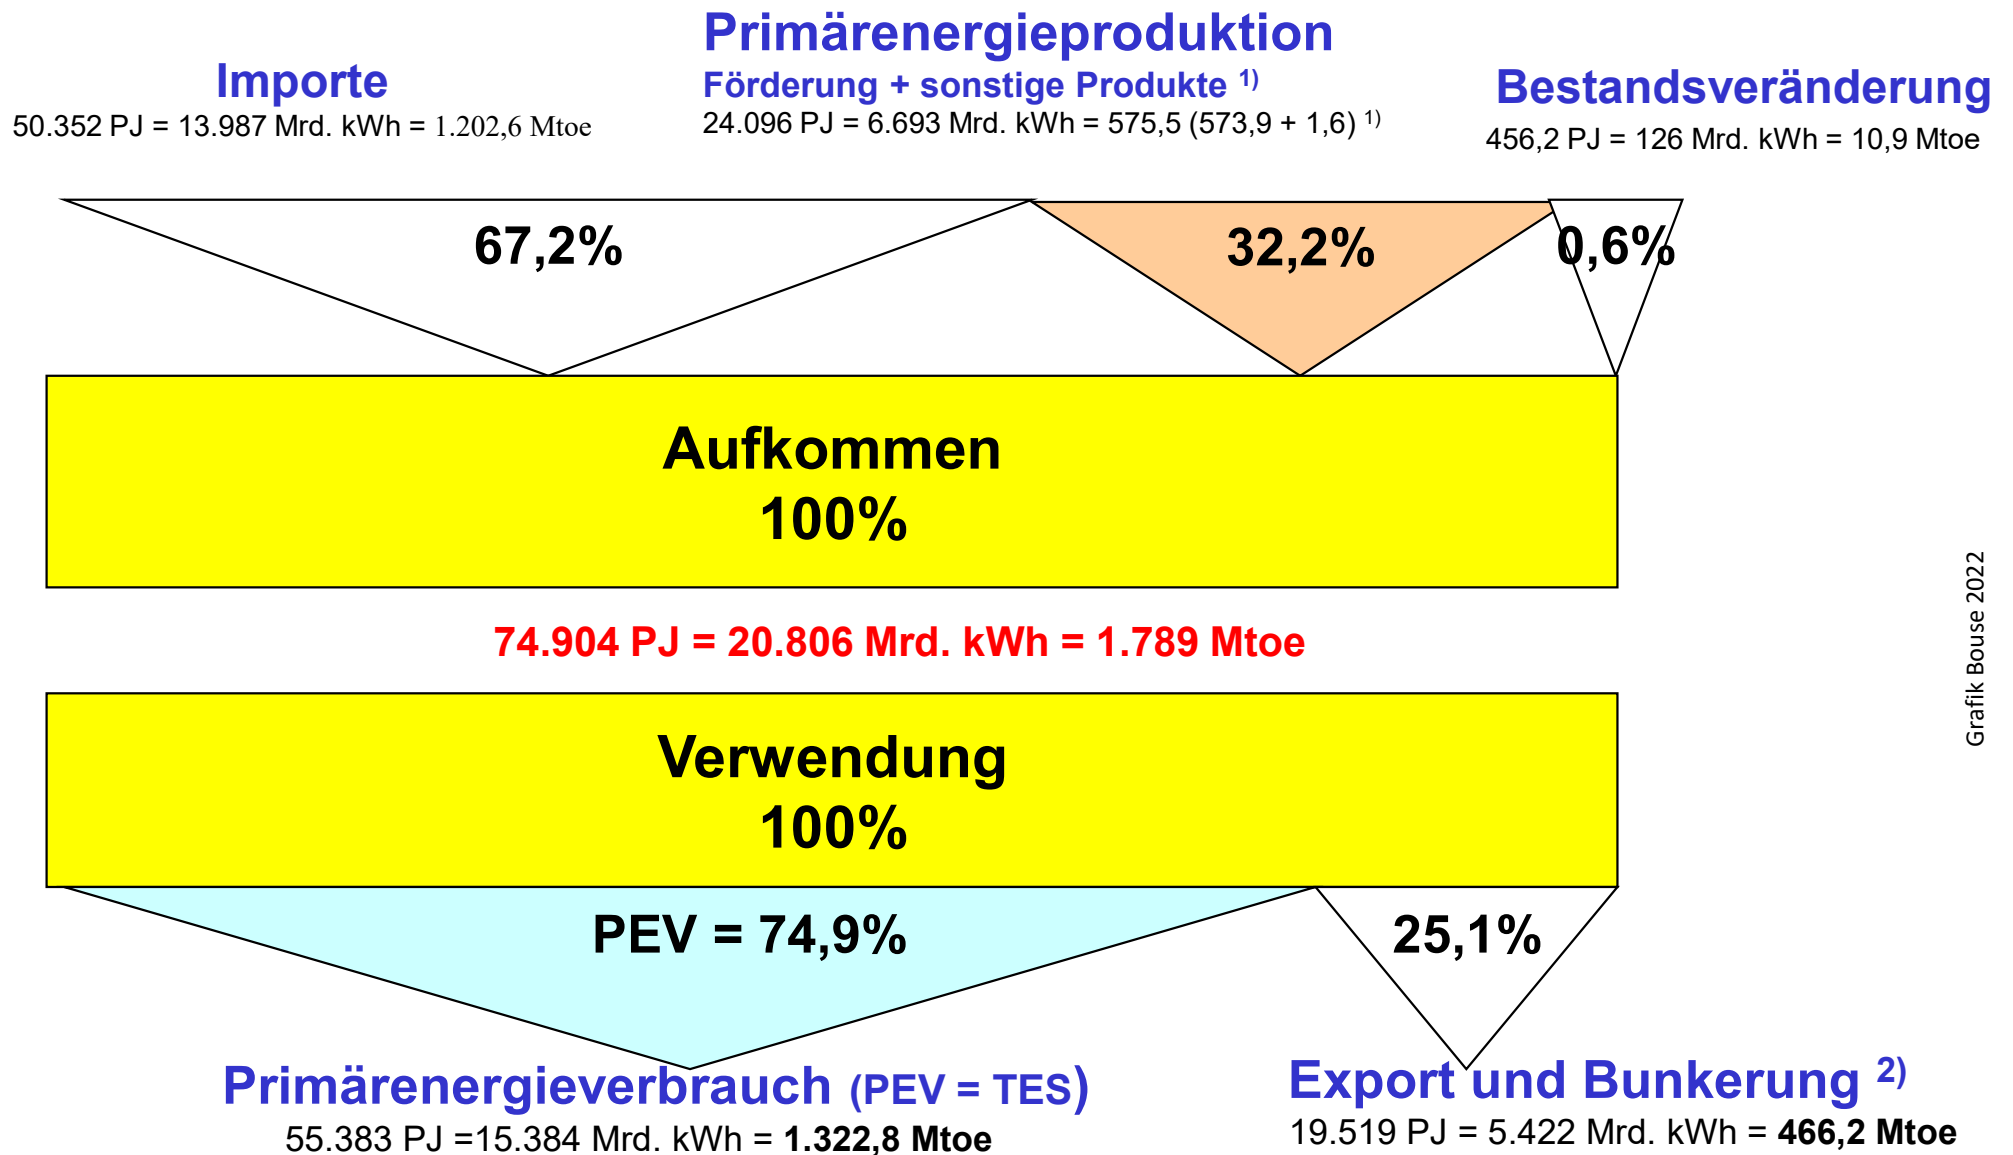 Importe
50.352 PJ = 13.987 Mrd. kWh = 1.202,6 Mtoe
Primärenergieproduktion
Förderung + sonstige Produkte 1)
24.096 PJ = 6.693 Mrd. kWh = 575,5 (573,9 + 1,6) 1)
Bestandsveränderung
456,2 PJ = 126 Mrd. kWh = 10,9 Mtoe
67,2%
32,2%
0,6%
Aufkommen
100%
74.904 PJ = 20.806 Mrd. kWh = 1.789 Mtoe
Verwendung
100%
PEV = 74,9%
25,1%
Primärenergieverbrauch (PEV = TES)
55.383 PJ =15.384 Mrd. kWh = 1.322,8 Mtoe
Export und Bunkerung 2)
19.519 PJ = 5.422 Mrd. kWh = 466,2 Mtoe
Grafik Bouse 2022